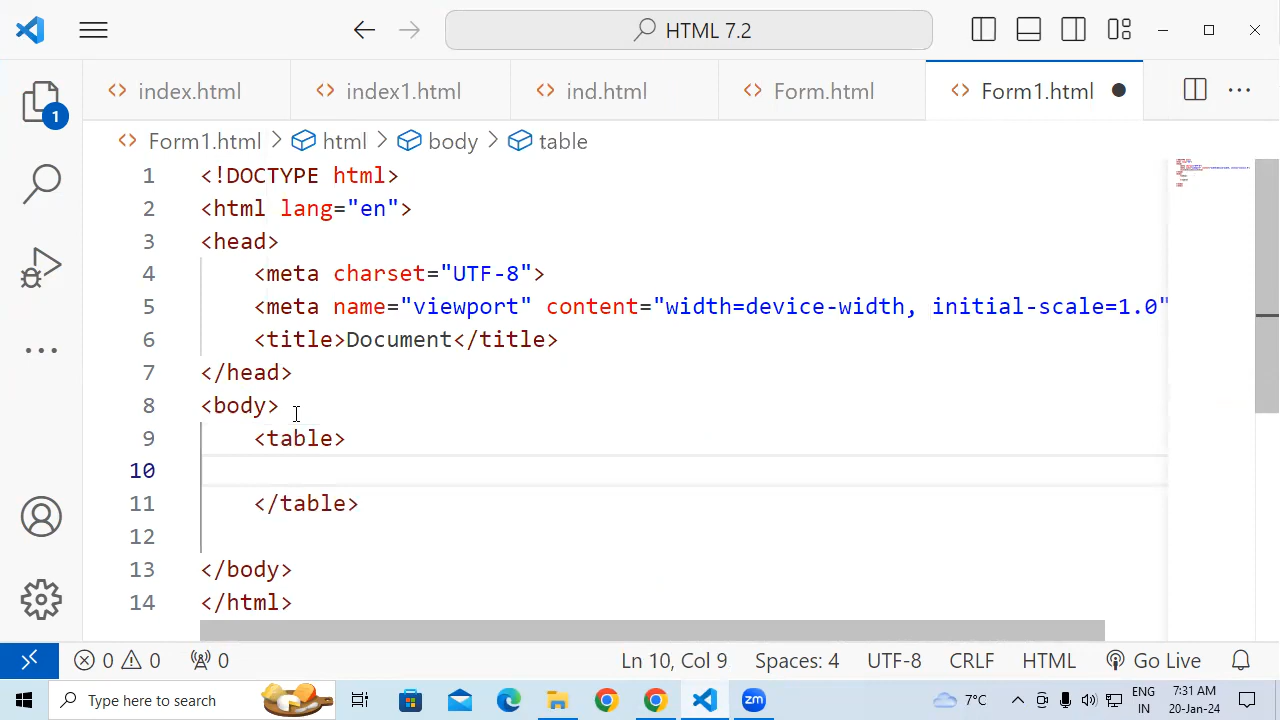 HTML 7.2
index.html
index1.html
ind.html
Form.html
Form1.html
1
Form1.html > html > body > table
1 <!DOCTYPE html>
2 <html lang="en">
3 <head>
4 <meta charset="UTF-8">
5 <meta name="viewport" content="width=device-width, initial-scale=1.0"
6 <title>Document</title>
7 </head>
8 <body>
9 <table>
10
11 </table>
12
13 </body>
14 </html>
0 0 0 Ln 10, Col 9 Spaces: 4 UTF-8 CRLF HTML Go Live
Type here to search
zm
7°C
ENG
IN
7:31 AM
20-Jan-24